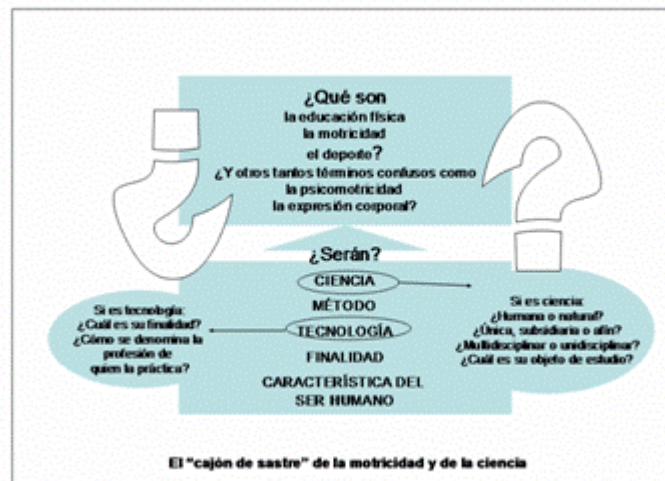 ¿Qué son
la educación física
la motricidad
el deporte?
¿Y otros tantos términos confusos como
la psicomotricidad
la expresión corporal?
¿Serán?
CIENCIA
MÉTODO
TECNOLOGÍA
FINALIDAD
CARACTERÍSTICA DEL
SER HUMANO
Si es tecnología:
¿Cuál es su finalidad?
¿Cómo se denomina la
profesión de
quien la práctica?
Si es ciencia:
¿Humana o natural?
¿Única, subsidiaria o afín?
¿Multidisciplinar o unidisciplinar?
¿Cuál es su objeto de estudio?
El "cajón de sastre" de la motricidad y de la ciencia